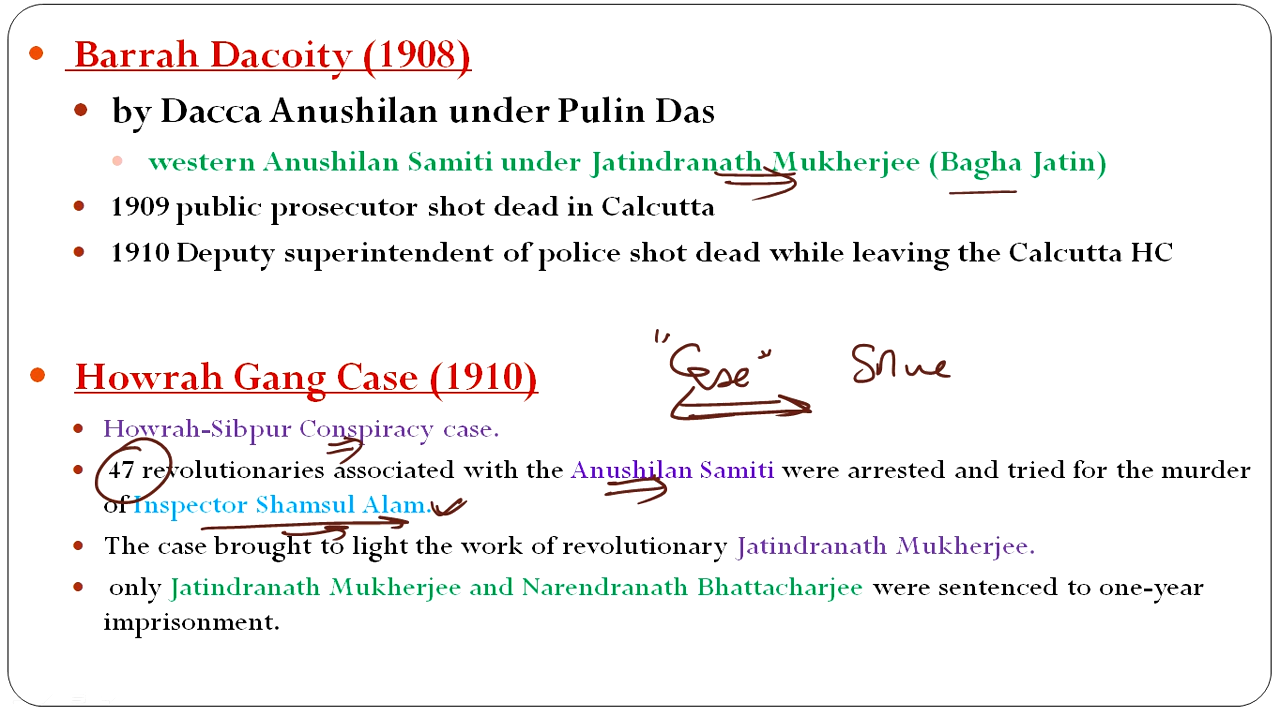 Barrah Dacoity (1908)
by Dacca Anushilan under Pulin Das
western Anushilan Samiti under Jatindranath Mukherjee (Bagha Jatin)
1909 public prosecutor shot dead in Calcutta
1910 Deputy superintendent of police shot dead while leaving the Calcutta HC
"Case"
Howrah Gang Case (1910)
Howrah-Sibpur Conspiracy case.
47 revolutionaries associated with the Anushilan Samiti were arrested and tried for the murder
of Inspector Shamsul Alam.
The case brought to light the work of revolutionary Jatindranath Mukherjee.
only Jatindranath Mukherjee and Narendranath Bhattacharjee were sentenced to one-year
imprisonment.